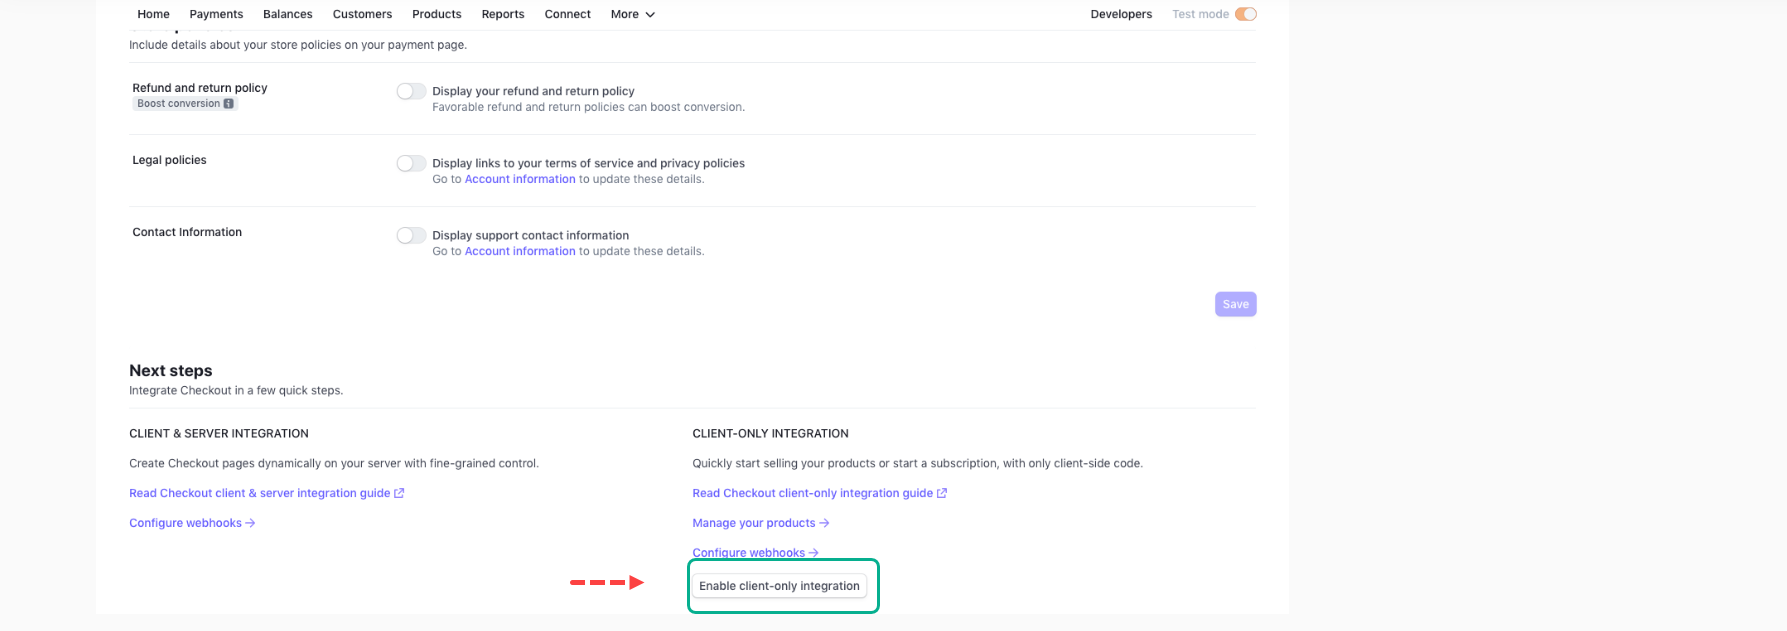 Home Payments Balances Customers Products Reports Connect More Developers Test mode
Include details about your store policies on your payment page.
Refund and return policy
Boost conversion
Display your refund and return policy
Favorable refund and return policies can boost conversion.
Legal policies
Display links to your terms of service and privacy policies
Go to Account information to update these details.
Contact Information
Display support contact information
Go to Account information to update these details.
Save
Next steps
Integrate Checkout in a few quick steps.
CLIENT & SERVER INTEGRATION
Create Checkout pages dynamically on your server with fine-grained control.
Read Checkout client & server integration guide
Configure webhooks →
CLIENT-ONLY INTEGRATION
Quickly start selling your products or start a subscription, with only client-side code.
Read Checkout client-only integration guide
Manage your products →
Configure webhooks →
Enable client-only integration